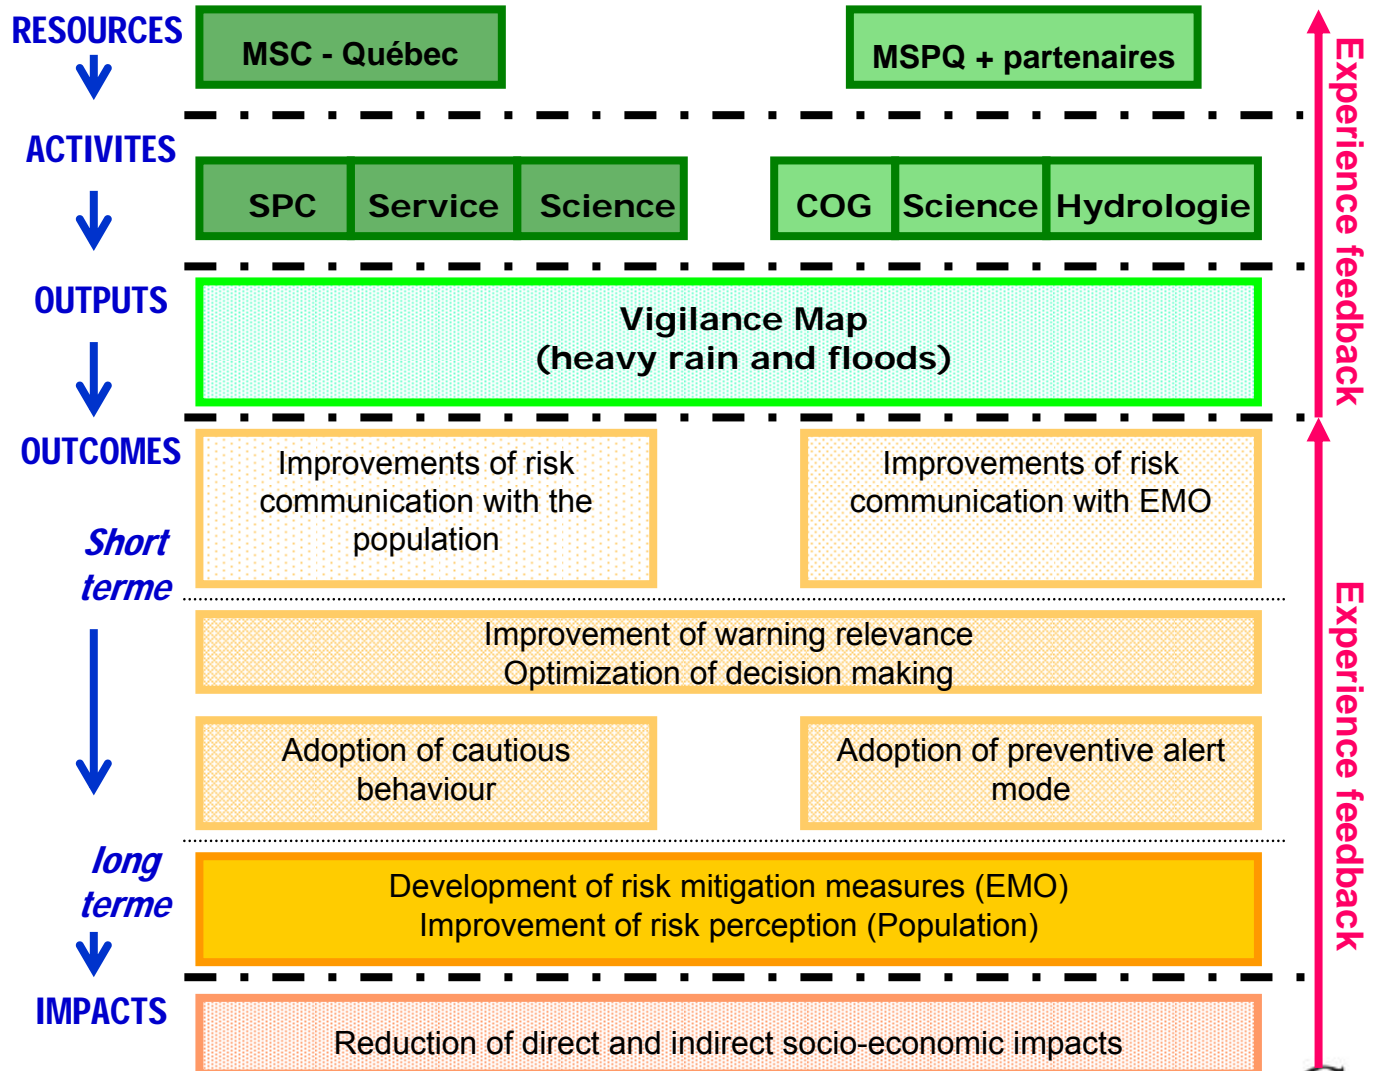 RESOURCES
MSC - Québec
MSPQ + partenaires
ACTIVITES
SPC
Service
Science
COG
Science
Hydrologie
Experience feedback
OUTPUTS
Vigilance Map
(heavy rain and floods)
OUTCOMES
Improvements of risk
communication with the
population
Improvements of risk
communication with EMO
Short
terme
Improvement of warning relevance
Optimization of decision making
Adoption of cautious
behaviour
Adoption of preventive alert
mode
Experience feedback
long
terme
Development of risk mitigation measures (EMO)
Improvement of risk perception (Population)
IMPACTS
Reduction of direct and indirect socio-economic impacts